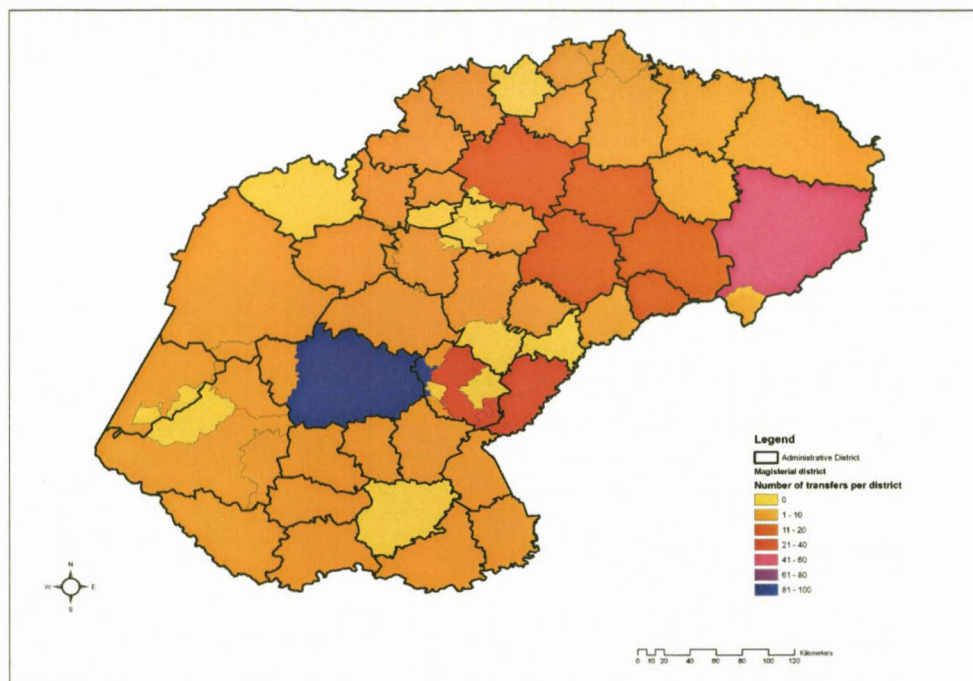 Legend
Administrative District
Magisterial district
Number of transfers per district
0
1 - 10
11 - 20
21 - 40
41 - 60
61 - 80
81 - 100
N
W E
S
Kilometers
0 10 20 40 60 80 100 120